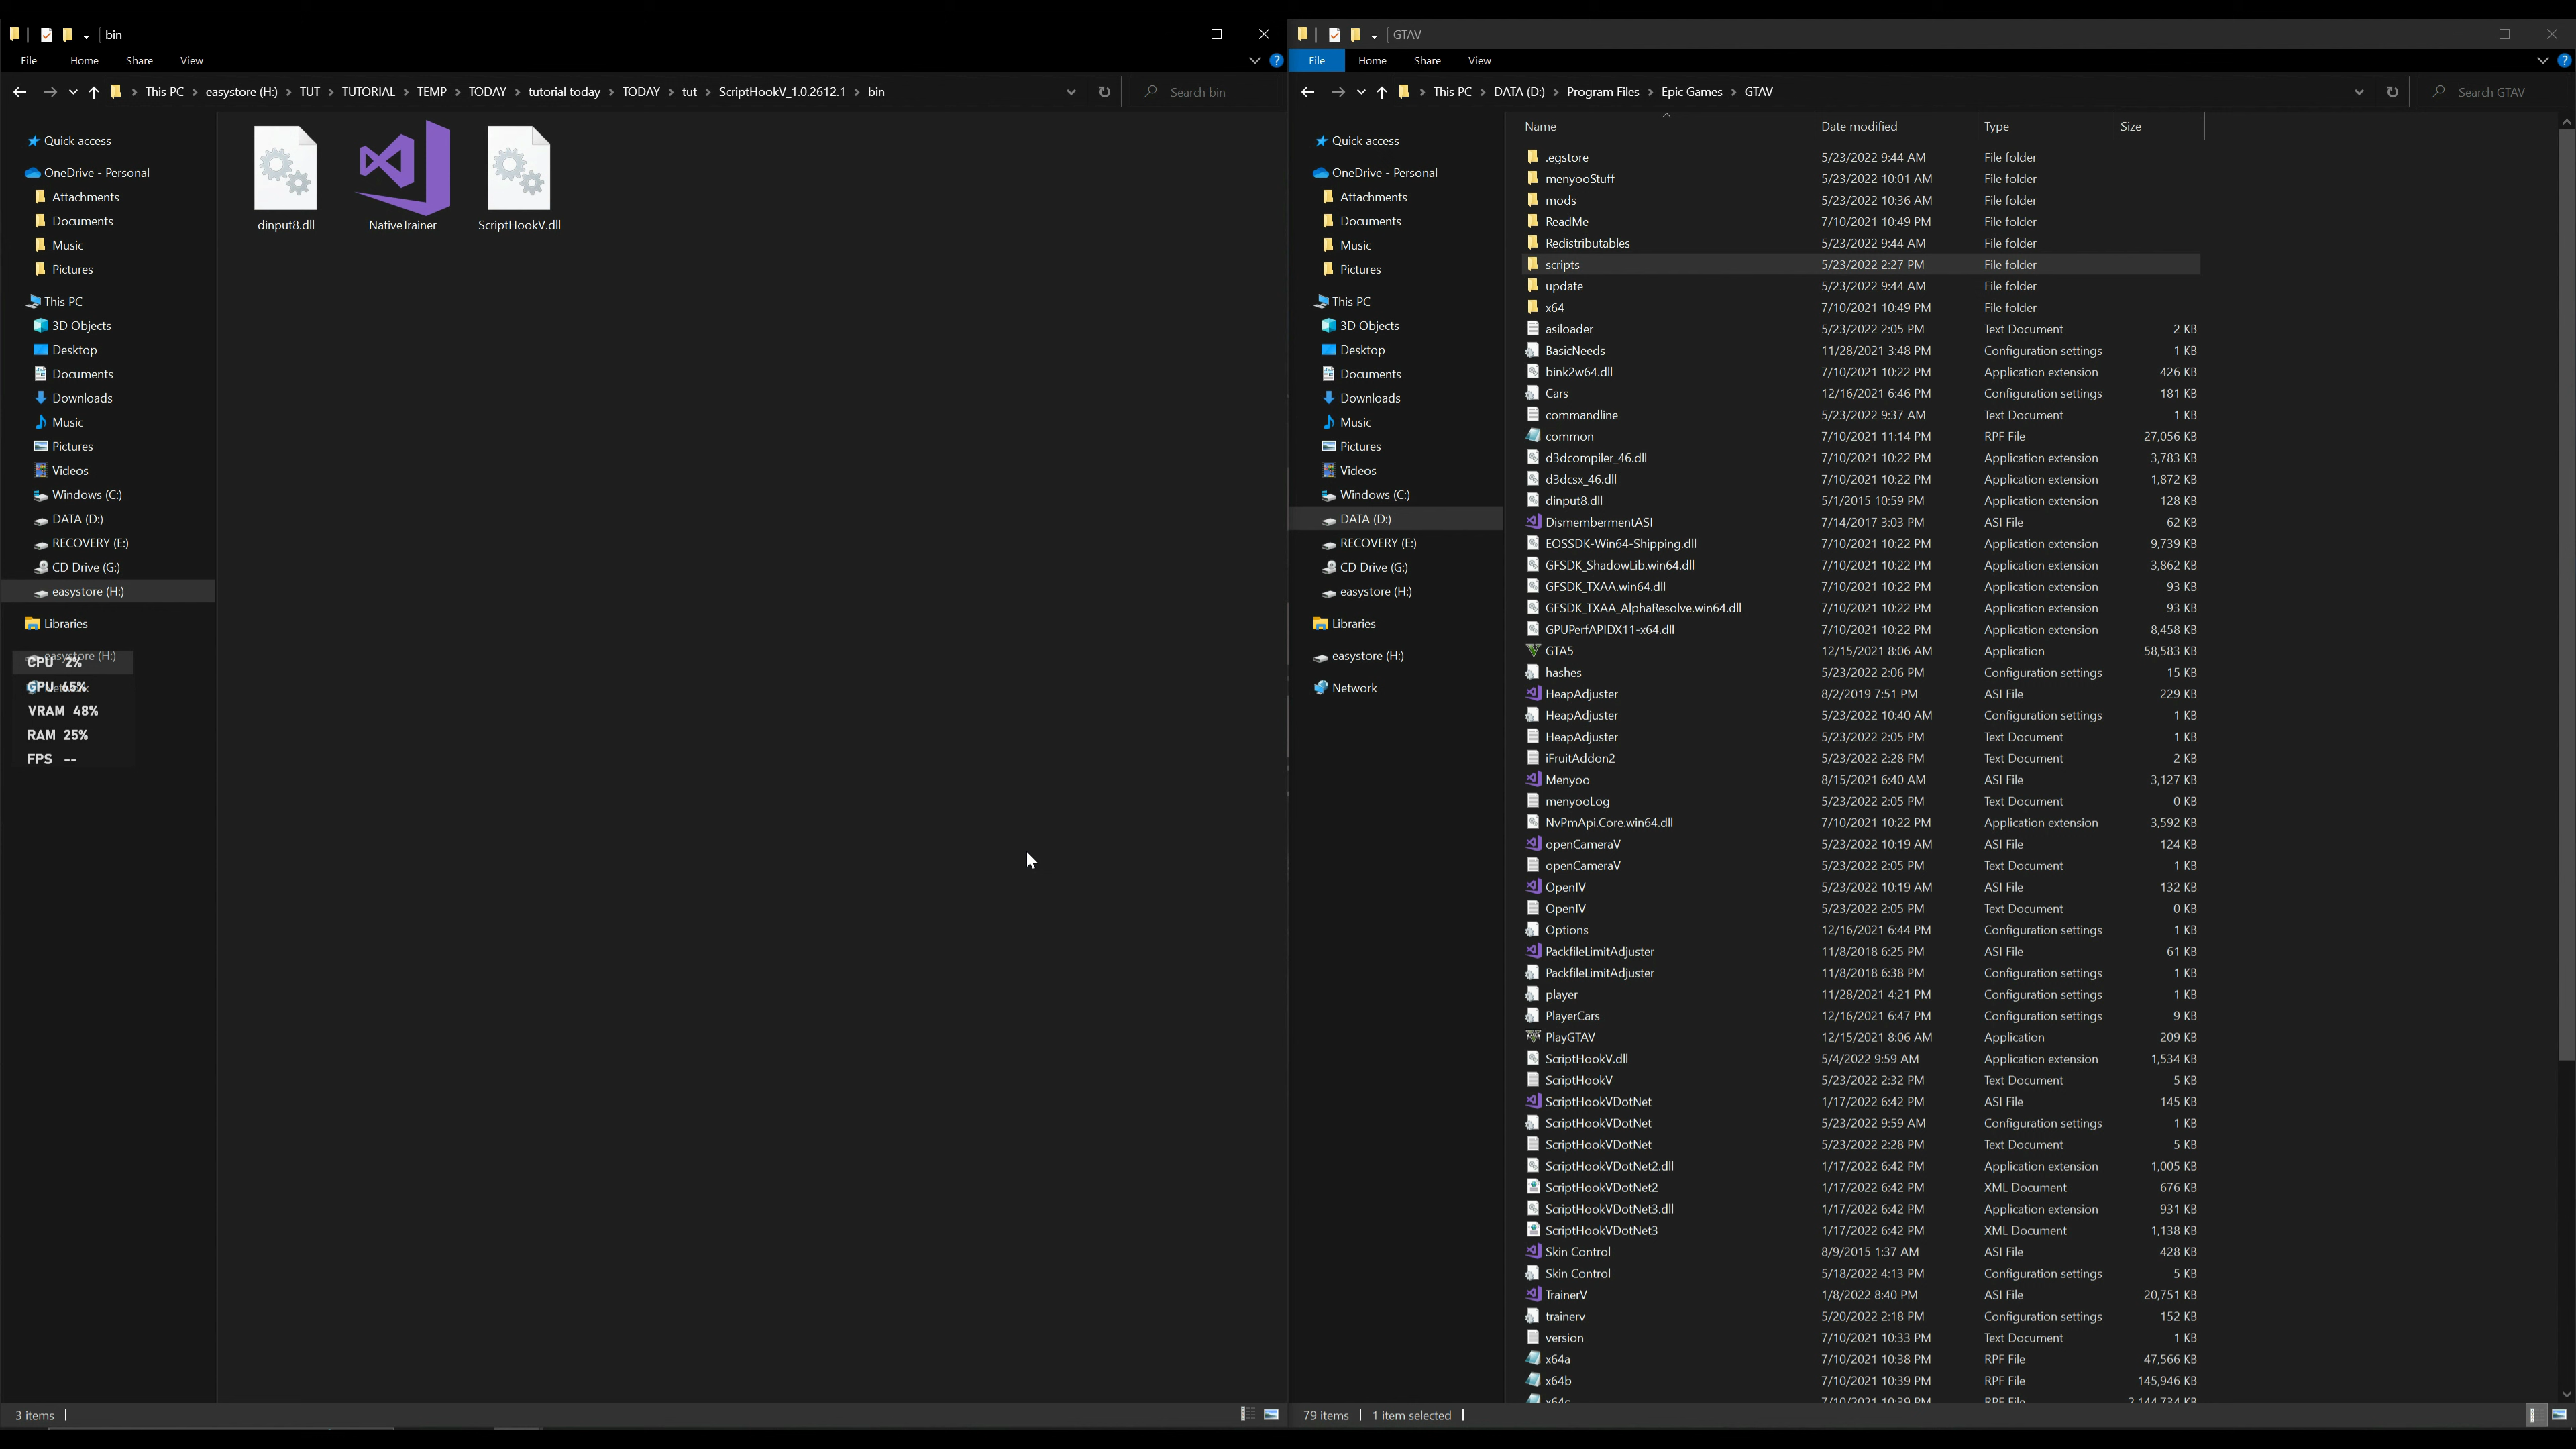 bin
File Home Share View
This PC easystore (H:) TUT TUTORIAL TEMP TODAY tutorial today TODAY tut ScriptHookV_1.0.2612.1 bin
Search bin
Quick access
OneDrive - Personal
Attachments
Documents
Music
Pictures
This PC
3D Objects
Desktop
Documents
Downloads
Music
Pictures
Videos
Windows (C:)
DATA (D:)
RECOVERY (E:)
CD Drive (G:)
easystore (H:)
Libraries
easystore (H:)
CPU 2%
GPU 65%
VRAM 48%
RAM 25%
FPS --
dinput8.dll
NativeTrainer
ScriptHookV.dll
3 items
GTAV
File Home Share View
This PC DATA (D:) Program Files Epic Games GTAV
Search GTAV
Quick access
OneDrive - Personal
Attachments
Documents
Music
Pictures
This PC
3D Objects
Desktop
Documents
Downloads
Music
Pictures
Videos
Windows (C:)
DATA (D:)
RECOVERY (E:)
CD Drive (G:)
easystore (H:)
Libraries
easystore (H:)
Network
Name Date modified Type Size
.egstore 5/23/2022 9:44 AM File folder
menyooStuff 5/23/2022 10:01 AM File folder
mods 5/23/2022 10:36 AM File folder
ReadMe 7/10/2021 10:49 PM File folder
Redistributables 5/23/2022 9:44 AM File folder
scripts 5/23/2022 2:27 PM File folder
update 5/23/2022 9:44 AM File folder
x64 7/10/2021 10:49 PM File folder
asiloader 5/23/2022 2:05 PM Text Document 2 KB
BasicNeeds 11/28/2021 3:48 PM Configuration settings 1 KB
bink2w64.dll 7/10/2021 10:22 PM Application extension 426 KB
Cars 12/16/2021 6:46 PM Configuration settings 181 KB
commandline 5/23/2022 9:37 AM Text Document 1 KB
common 7/10/2021 11:14 PM RPF File 27,056 KB
d3dcompiler_46.dll 7/10/2021 10:22 PM Application extension 3,783 KB
d3dcsx_46.dll 7/10/2021 10:22 PM Application extension 1,872 KB
dinput8.dll 5/1/2015 10:59 PM Application extension 128 KB
DismembermentASI 7/14/2017 3:03 PM ASI File 62 KB
EOSSDK-Win64-Shipping.dll 7/10/2021 10:22 PM Application extension 9,739 KB
GFSDK_ShadowLib.win64.dll 7/10/2021 10:22 PM Application extension 3,862 KB
GFSDK_TXAA.win64.dll 7/10/2021 10:22 PM Application extension 93 KB
GFSDK_TXAA_AlphaResolve.win64.dll 7/10/2021 10:22 PM Application extension 93 KB
GPUPerfAPIDX11-x64.dll 7/10/2021 10:22 PM Application extension 8,458 KB
GTA5 12/15/2021 8:06 AM Application 58,583 KB
hashes 5/23/2022 2:06 PM Configuration settings 15 KB
HeapAdjuster 8/2/2019 7:51 PM ASI File 229 KB
HeapAdjuster 5/23/2022 10:40 AM Configuration settings 1 KB
HeapAdjuster 5/23/2022 2:05 PM Text Document 1 KB
iFruitAddon2 5/23/2022 2:28 PM Text Document 2 KB
Menyoo 8/15/2021 6:40 AM ASI File 3,127 KB
menyooLog 5/23/2022 2:05 PM Text Document 0 KB
NvPmApi.Core.win64.dll 7/10/2021 10:22 PM Application extension 3,592 KB
openCameraV 5/23/2022 10:19 AM ASI File 124 KB
openCameraV 5/23/2022 2:05 PM Text Document 1 KB
OpenIV 5/23/2022 10:19 AM ASI File 132 KB
OpenIV 5/23/2022 2:05 PM Text Document 0 KB
Options 12/16/2021 6:44 PM Configuration settings 1 KB
PackfileLimitAdjuster 11/8/2018 6:25 PM ASI File 61 KB
PackfileLimitAdjuster 11/8/2018 6:38 PM Configuration settings 1 KB
player 11/28/2021 4:21 PM Configuration settings 1 KB
PlayerCars 12/16/2021 6:47 PM Configuration settings 9 KB
PlayGTAV 12/15/2021 8:06 AM Application 209 KB
ScriptHookV.dll 5/4/2022 9:59 AM Application extension 1,534 KB
ScriptHookV 5/23/2022 2:32 PM Text Document 5 KB
ScriptHookVDotNet 1/17/2022 6:42 PM ASI File 145 KB
ScriptHookVDotNet 5/23/2022 9:59 AM Configuration settings 1 KB
ScriptHookVDotNet 5/23/2022 2:28 PM Text Document 5 KB
ScriptHookVDotNet2.dll 1/17/2022 6:42 PM Application extension 1,005 KB
ScriptHookVDotNet2 1/17/2022 6:42 PM XML Document 676 KB
ScriptHookVDotNet3.dll 1/17/2022 6:42 PM Application extension 931 KB
ScriptHookVDotNet3 1/17/2022 6:42 PM XML Document 1,138 KB
Skin Control 8/9/2015 1:37 AM ASI File 428 KB
Skin Control 5/18/2022 4:13 PM Configuration settings 5 KB
TrainerV 1/8/2022 8:40 PM ASI File 20,751 KB
trainerv 5/20/2022 2:18 PM Configuration settings 152 KB
version 7/10/2021 10:33 PM Text Document 1 KB
x64a 7/10/2021 10:38 PM RPF File 47,566 KB
x64b 7/10/2021 10:39 PM RPF File 145,946 KB
x64c 7/10/2021 10:39 PM RPF File 2,144,734 KB
79 items 1 item selected